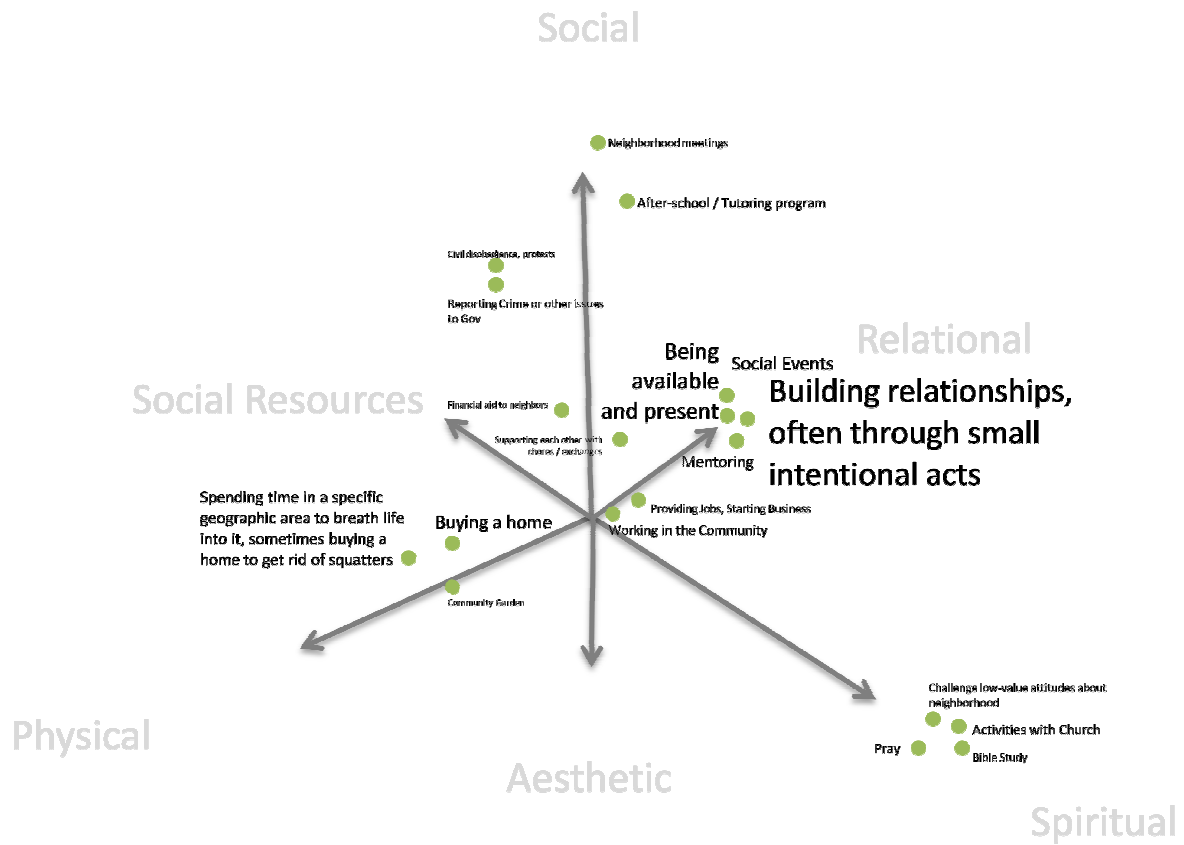 Social
Neighborhood meetings
After-school / Tutoring program
Civil disobedience, protests
Reporting Crime or other issues
to Gov
Relational
Being
available
and present
Social Events
Building relationships,
often through small
intentional acts
Social Resources
Financial aid to neighbors
Supporting each other with
chores / exchanges
Mentoring
Spending time in a specific
geographic area to breath life
into it, sometimes buying a
home to get rid of squatters
Buying a home
Providing Jobs, Starting Business
Working in the Community
Community Garden
Challenge low-value attitudes about
neighborhood
Activities with Church
Pray
Bible Study
Physical
Aesthetic
Spiritual